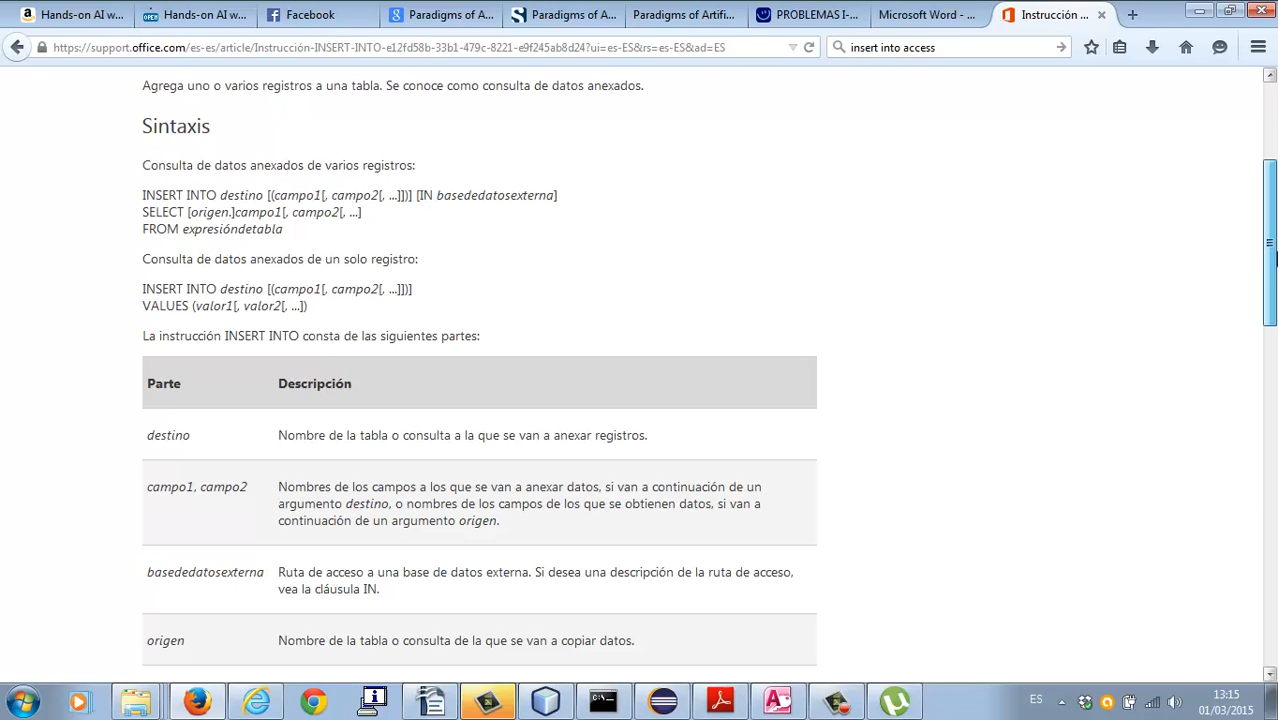 Hands-on AI w...
Hands-on AI w...
Facebook
Paradigms of A...
Paradigms of A...
Paradigms of Artifi...
PROBLEMAS I-...
Microsoft Word - ...
Instrucción ...
https://support.office.com/es-es/article/Instrucción-INSERT-INTO-e12fd58b-33b1-479c-8221-e9f245ab8d24?ui=es-ES&rs=es-ES&ad=ES
insert into access
Agrega uno o varios registros a una tabla. Se conoce como consulta de datos anexados.
Sintaxis
Consulta de datos anexados de varios registros:
INSERT INTO destino [(campo1[, campo2[, ...]])] [IN basededatosexterna]
SELECT [origen.]campo1[, campo2[, ...]
FROM expresióndetabla
Consulta de datos anexados de un solo registro:
INSERT INTO destino [(campo1[, campo2[, ...]])]
VALUES (valor1[, valor2[, ...])
La instrucción INSERT INTO consta de las siguientes partes:
Parte Descripción
destino Nombre de la tabla o consulta a la que se van a anexar registros.
campo1, campo2 Nombres de los campos a los que se van a anexar datos, si van a continuación de un
argumento destino, o nombres de los campos de los que se obtienen datos, si van a
continuación de un argumento origen.
basededatosexterna Ruta de acceso a una base de datos externa. Si desea una descripción de la ruta de acceso,
vea la cláusula IN.
origen Nombre de la tabla o consulta de la que se van a copiar datos.
ES
13:15
01/03/2015